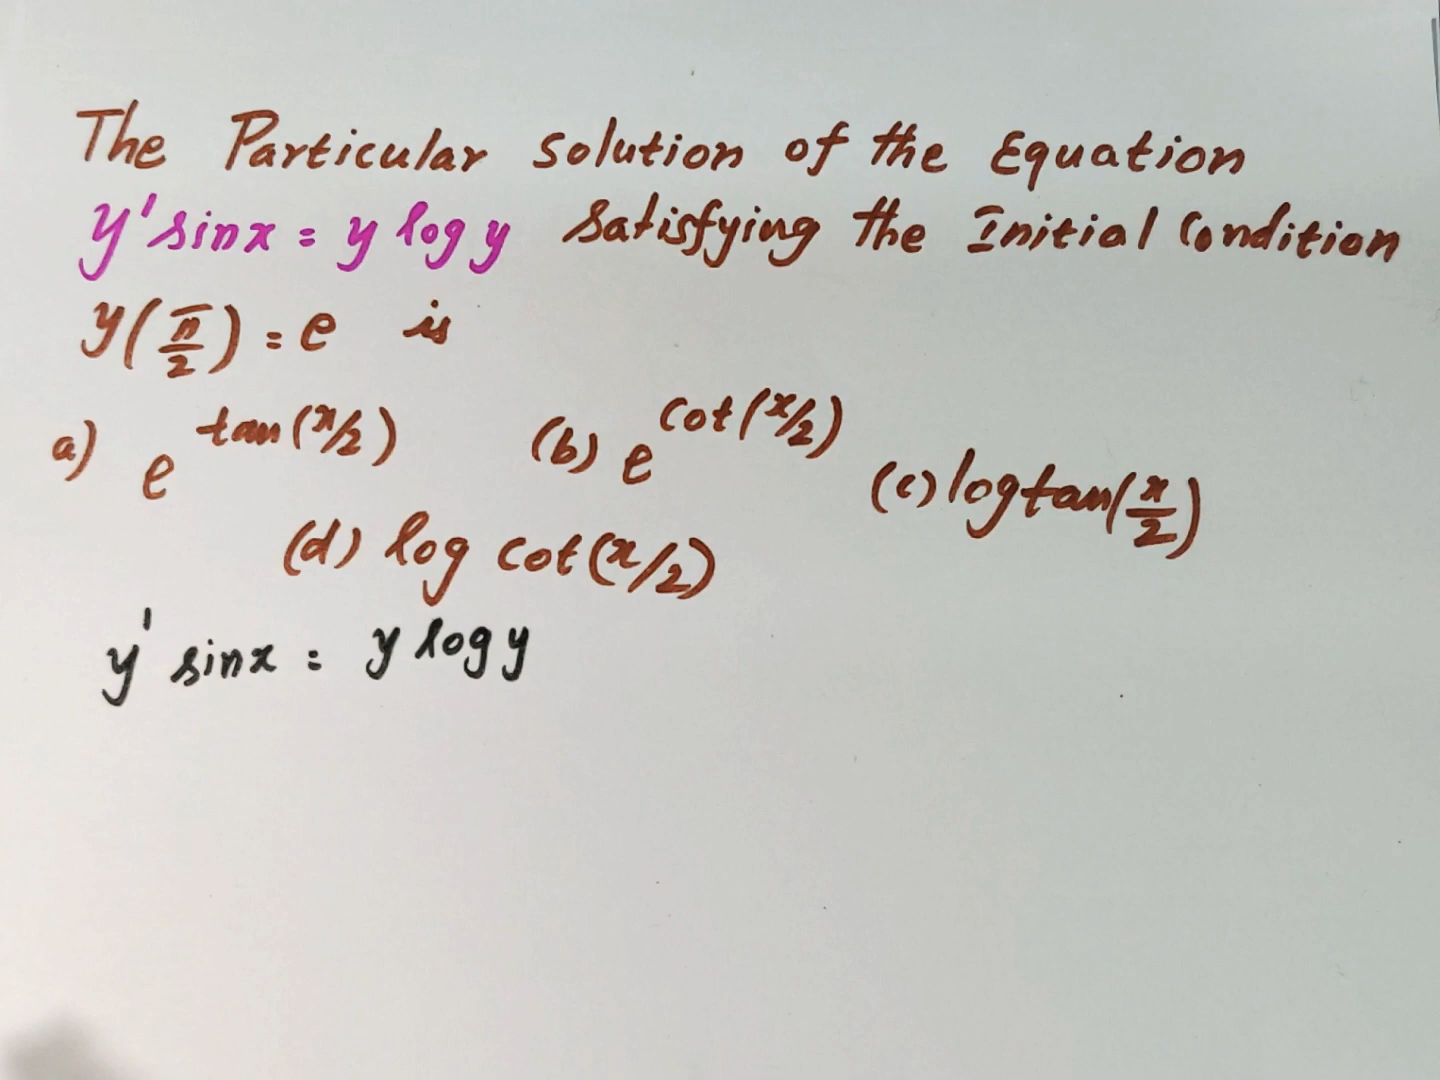 The Particular solution of the Equation
y' sinx = y log y satisfying the Initial Condition
y(π/2) = e is
a) e^tan(x/2) (b) e^cot(x/2) (c) log tan(x/2)
(d) log cot(x/2)
y' sinx = y log y